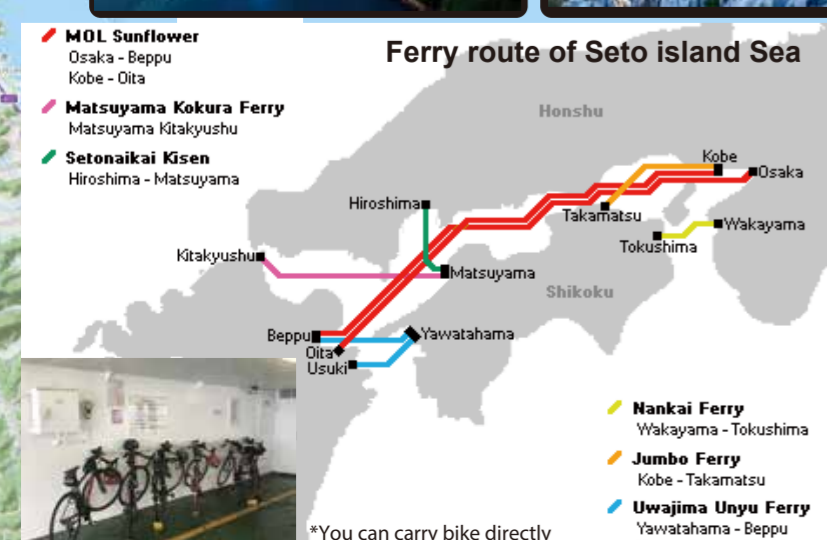 MOL Sunflower
Osaka - Beppu
Kobe - Oita
Matsuyama Kokura Ferry
Matsuyama Kitakyushu
Setonaikai Kisen
Hiroshima - Matsuyama
Ferry route of Seto island Sea
Honshu
Kobe
Osaka
Hiroshima
Takamatsu
Wakayama
Tokushima
Kitakyushu
Matsuyama
Shikoku
Beppu
Yawatahama
Oita
Usuki
Nankai Ferry
Wakayama - Tokushima
Jumbo Ferry
Kobe - Takamatsu
Uwajima Unyu Ferry
Yawatahama - Beppu
*You can carry bike directly